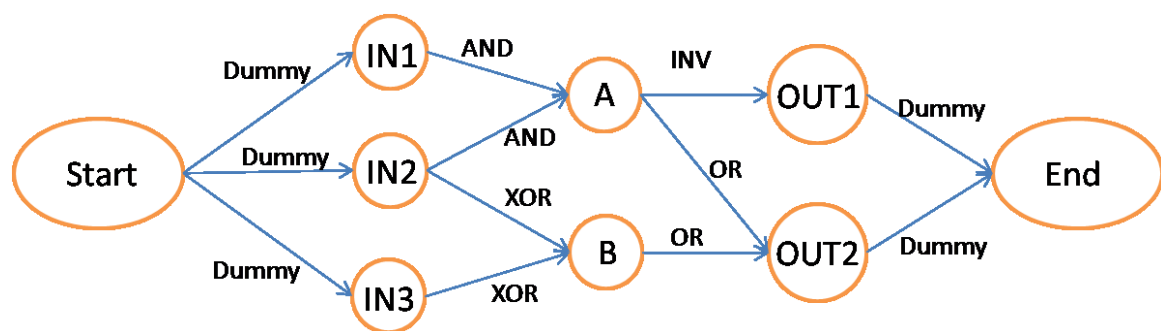 IN1
AND
Dummy
INV
A
OUT1
Dummy
AND
Start
Dummy
IN2
OR
End
XOR
B
OR
OUT2
Dummy
Dummy
IN3
XOR